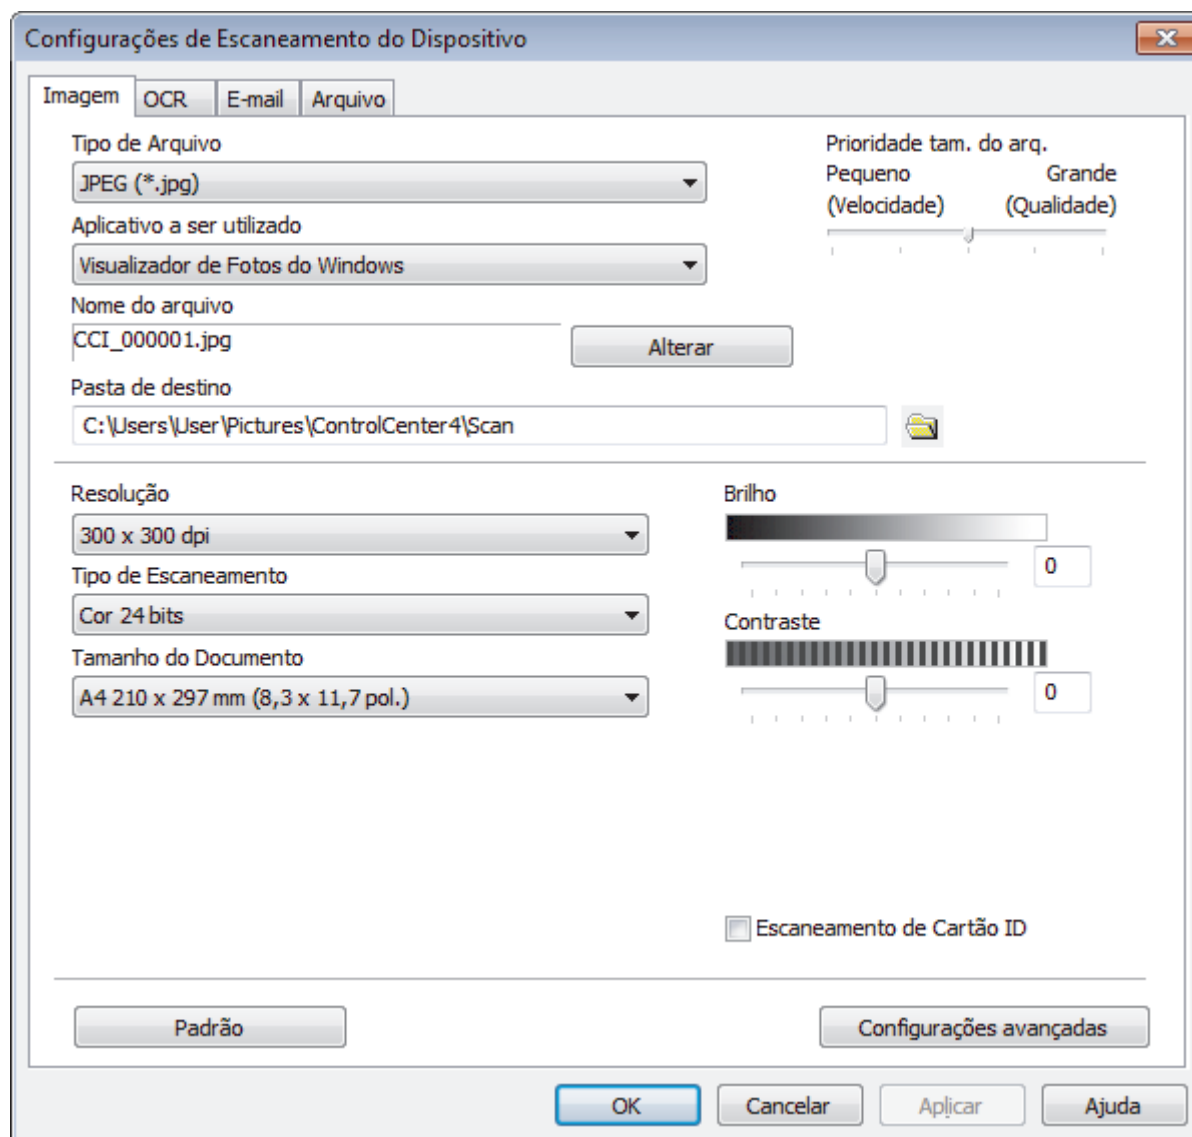 Configurações de Escaneamento do Dispositivo
Imagem OCR E-mail Arquivo
Tipo de Arquivo
JPEG (*.jpg)
Aplicativo a ser utilizado
Visualizador de Fotos do Windows
Nome do arquivo
CCI_000001.jpg
Alterar
Pasta de destino
C:\Users\User\Pictures\ControlCenter4\Scan
Prioridade tam. do arq.
Pequeno Grande
(Velocidade) (Qualidade)
Resolução
300 x 300 dpi
Tipo de Escaneamento
Cor 24 bits
Tamanho do Documento
A4 210 x 297 mm (8,3 x 11,7 pol.)
Brilho
0
Contraste
0
Escaneamento de Cartão ID
Padrão Configurações avançadas
OK Cancelar Aplicar Ajuda